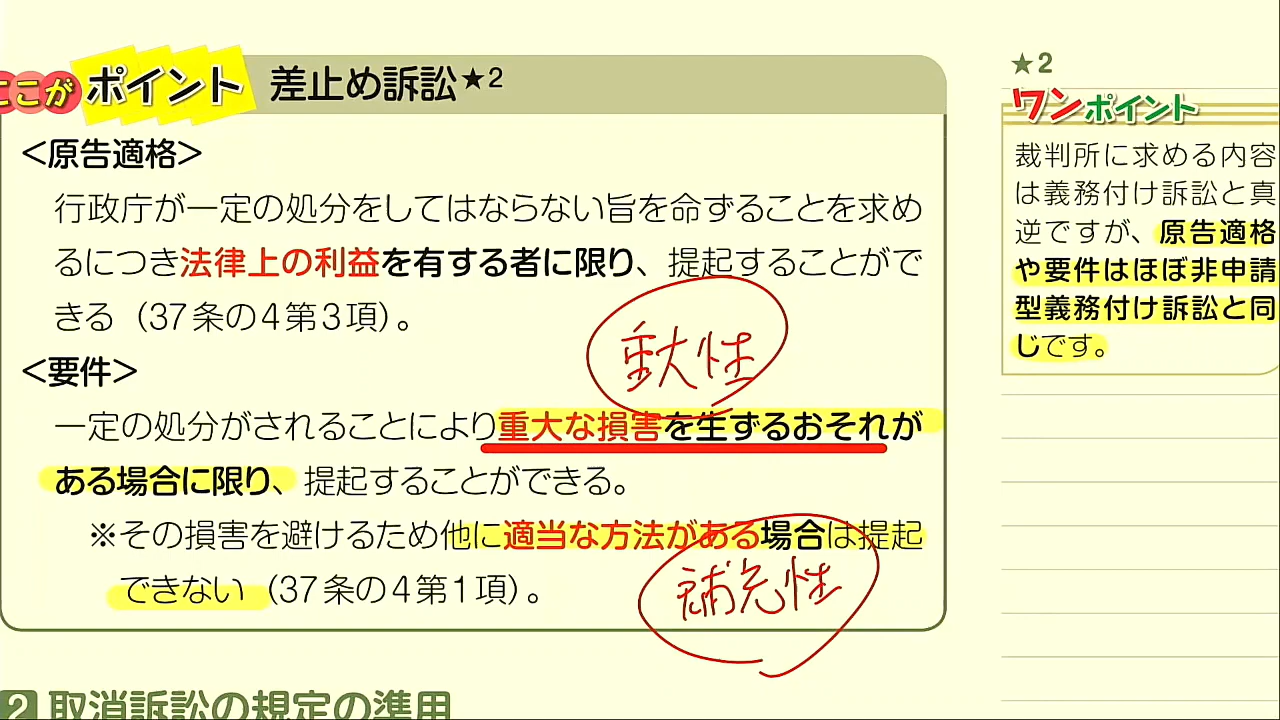 ここが ポイント 差止め訴訟★2
＜原告適格＞
行政庁が一定の処分をしてはならない旨を命ずることを求め
るにつき法律上の利益を有する者に限り、提起することがで
きる（37条の4第3項）。
＜要件＞
重大性
一定の処分がされることにより重大な損害を生ずるおそれが
ある場合に限り、提起することができる。
※その損害を避けるため他に適当な方法がある場合は提起
できない（37条の4第1項）。
補充性
2 取消訴訟の規定の準用
★2
ワンポイント
裁判所に求める内容
は義務付け訴訟と真
逆ですが、原告適格
や要件はほぼ非申請
型義務付け訴訟と同
じです。